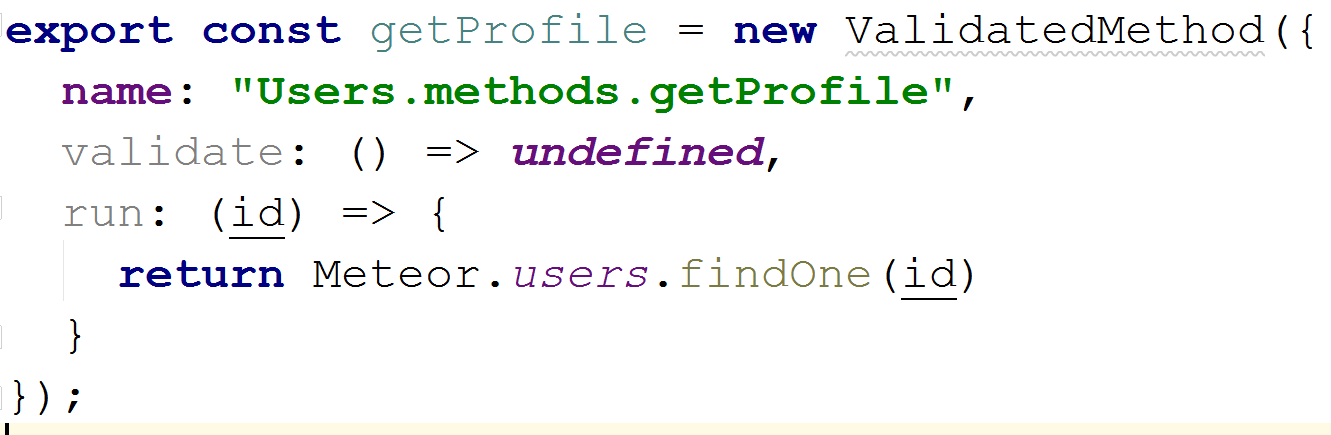 export const getProfile = new ValidatedMethod({
  name: "Users.methods.getProfile",
  validate: () => undefined,
  run: (id) => {
    return Meteor.users.findOne(id)
  }
});